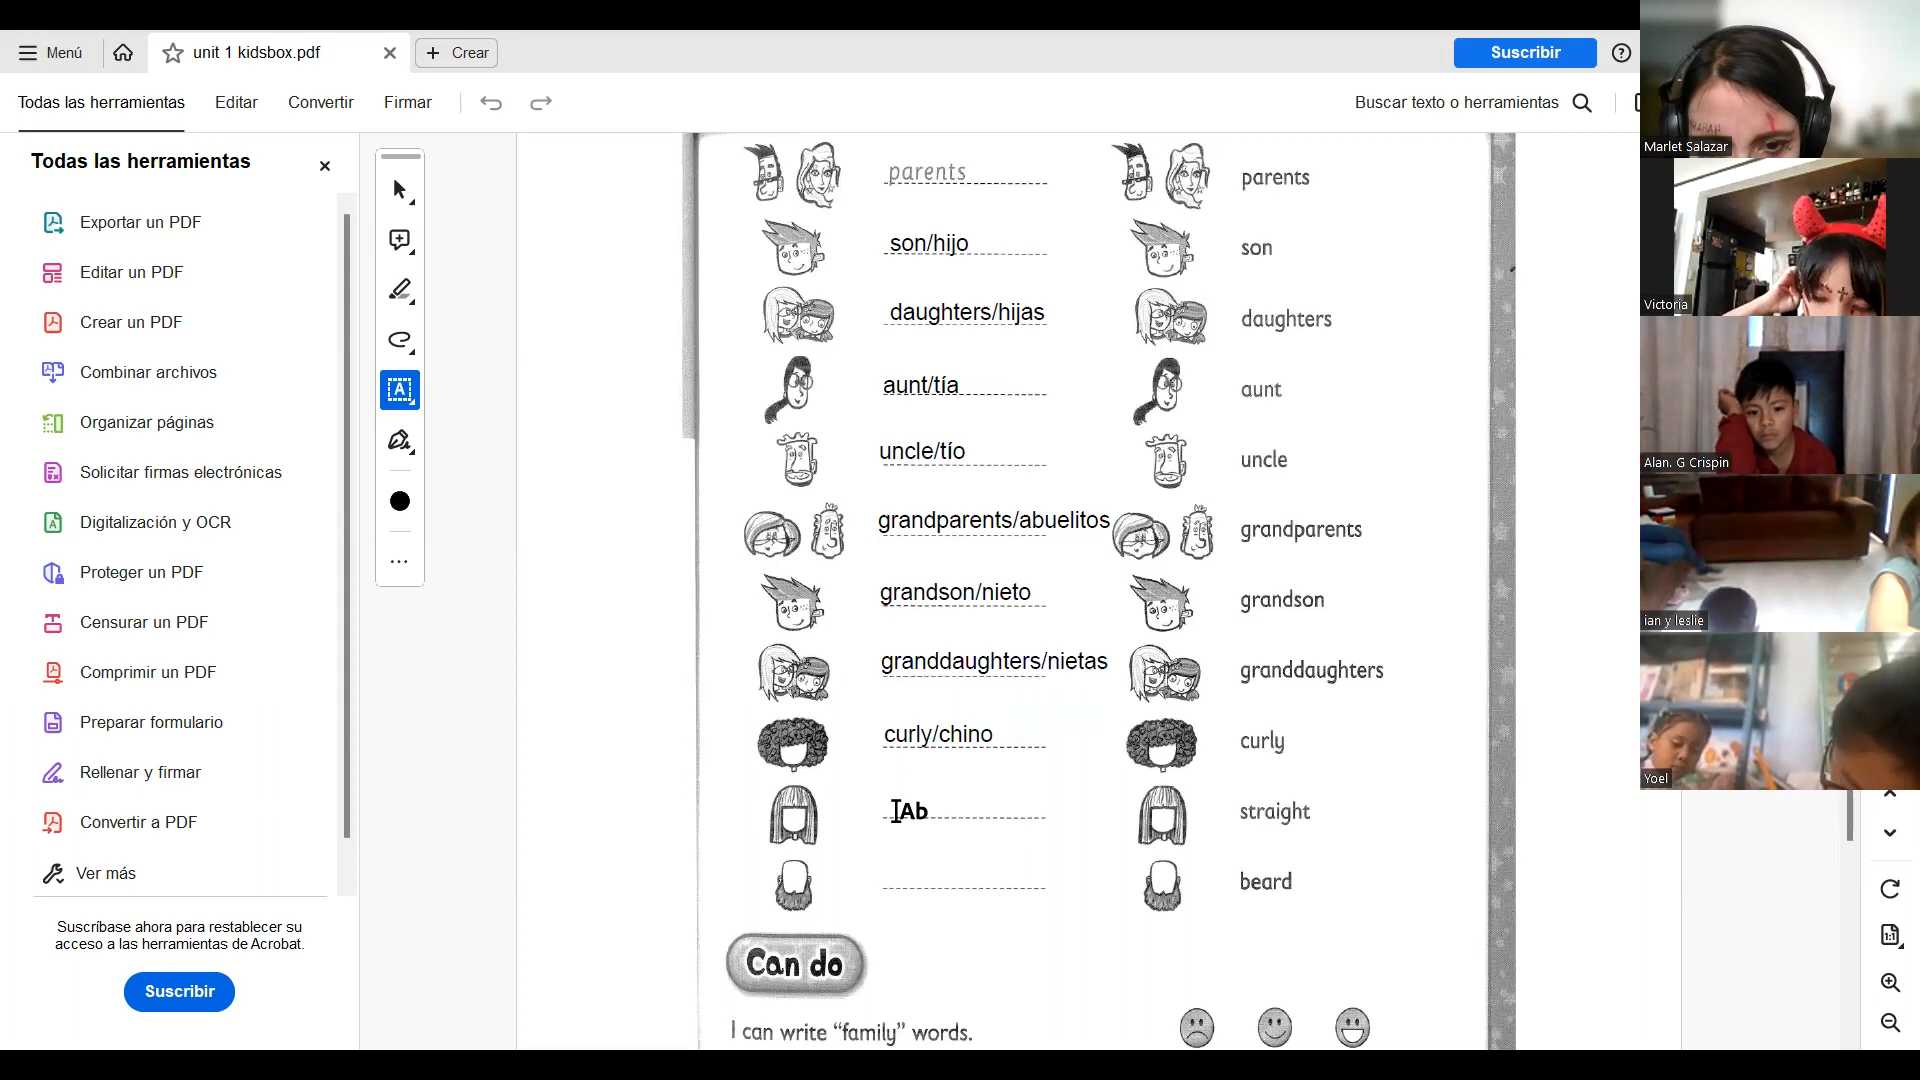 Menú
unit 1 kidsbox.pdf
Crear
Suscribir
Todas las herramientas
Editar
Convertir
Firmar
Buscar texto o herramientas
Todas las herramientas
Exportar un PDF
Editar un PDF
Crear un PDF
Combinar archivos
Organizar páginas
Solicitar firmas electrónicas
Digitalización y OCR
Proteger un PDF
Censurar un PDF
Comprimir un PDF
Preparar formulario
Rellenar y firmar
Convertir a PDF
Ver más
Suscríbase ahora para restablecer su
acceso a las herramientas de Acrobat.
Suscribir
parents parents
son/hijo son
daughters/hijas daughters
aunt/tía aunt
uncle/tío uncle
grandparents/abuelitos grandparents
grandson/nieto grandson
granddaughters/nietas granddaughters
curly/chino curly
Ab straight
beard
Can do
I can write “family” words.
Marlet Salazar
Victoria
Alan. G Crispin
ian y leslie
Yoel